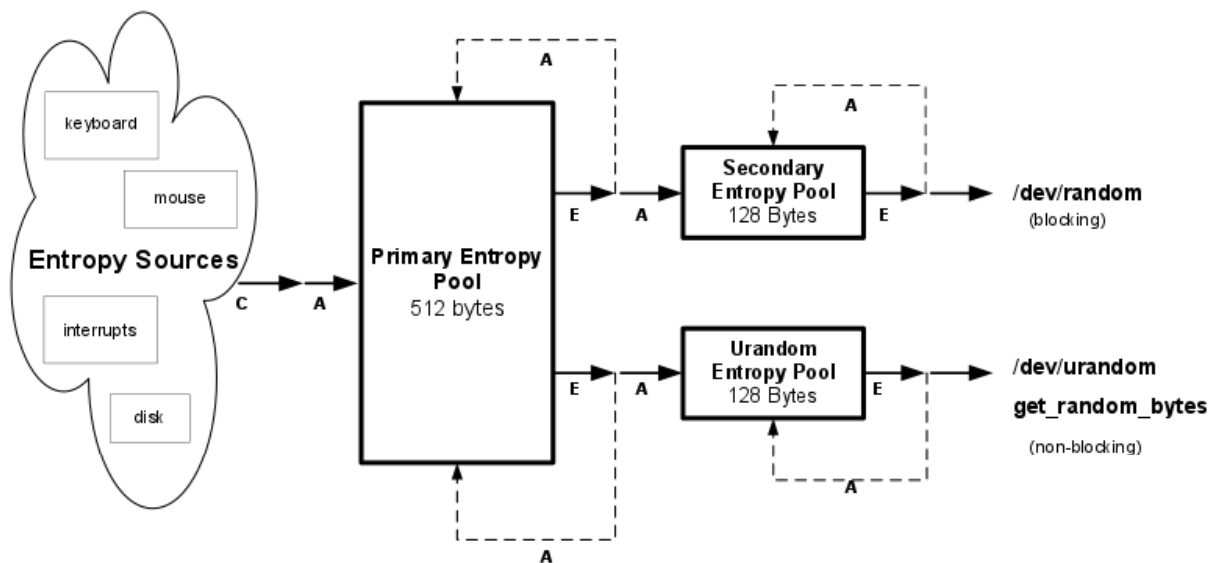 keyboard
mouse
Entropy Sources
interrupts
disk
C
A
Primary Entropy
Pool
512 bytes
A
E
A
Secondary
Entropy Pool
128 Bytes
A
E
/dev/random
(blocking)
E
A
A
Urandom
Entropy Pool
128 Bytes
E
A
/dev/urandom
get_random_bytes
(non-blocking)